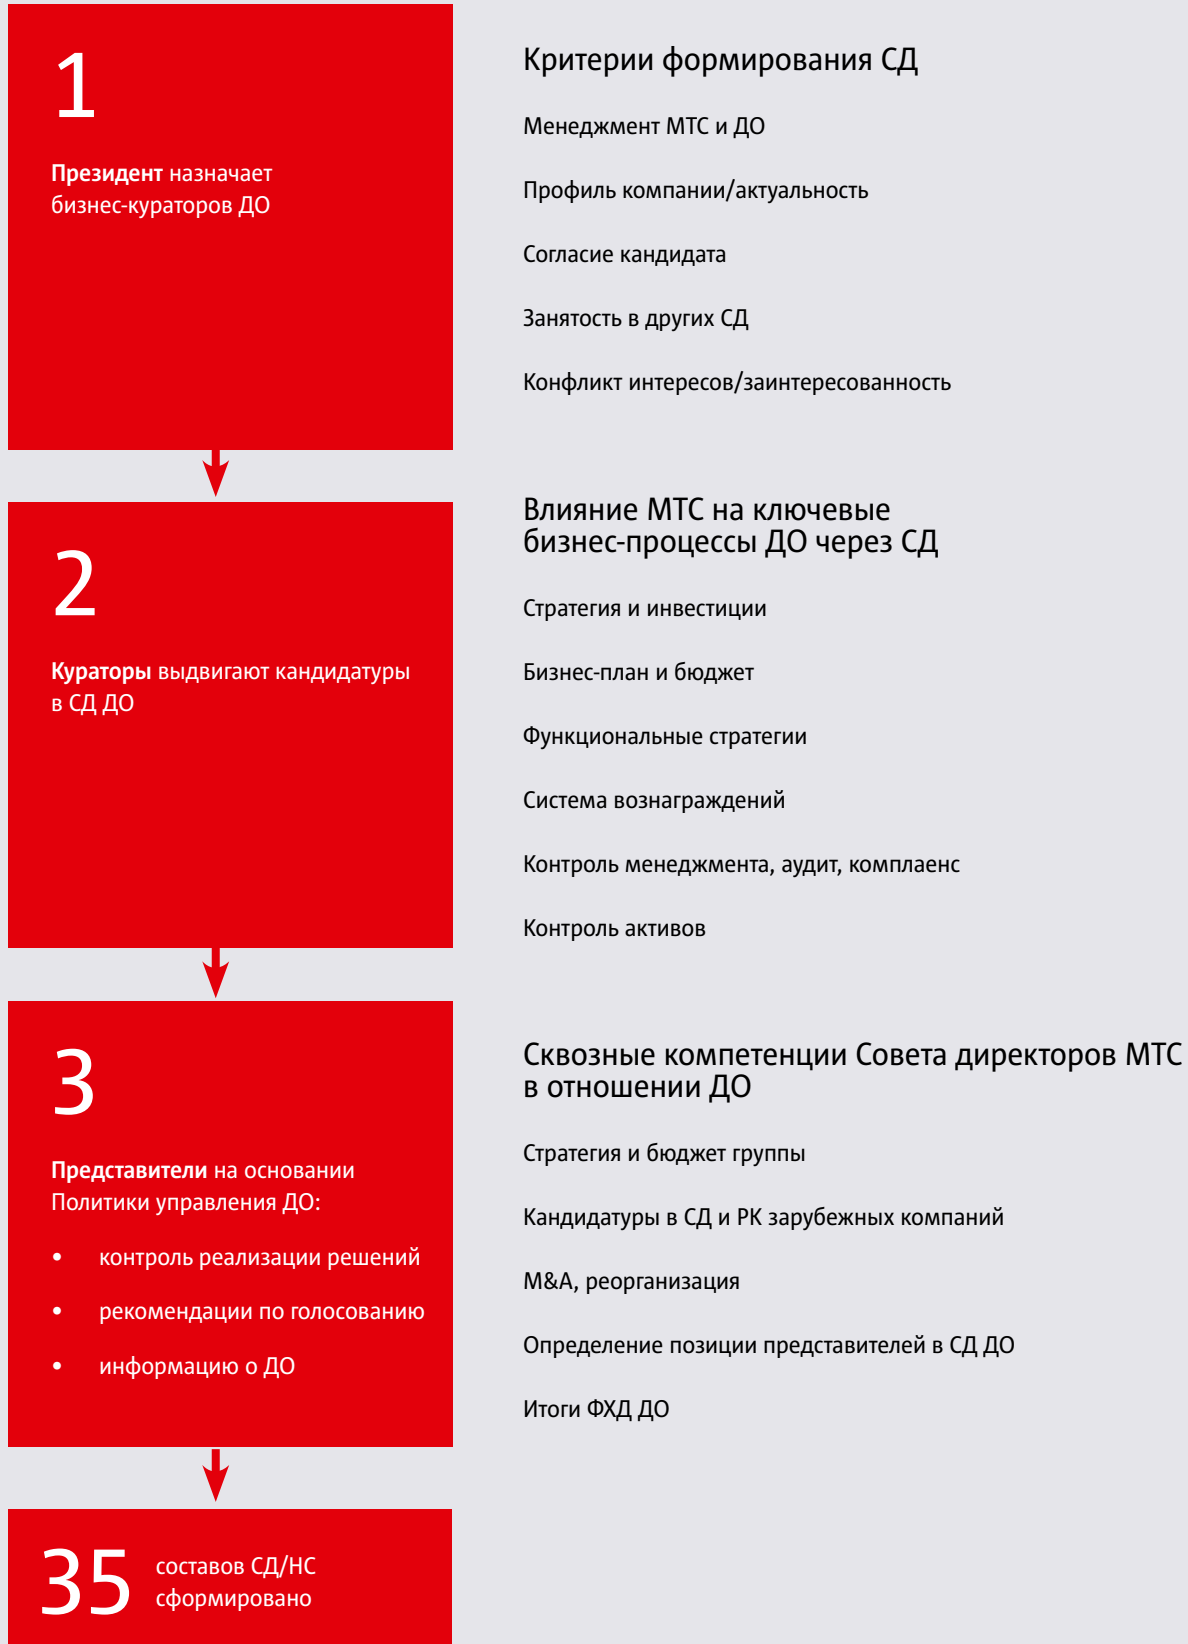 1
Президент назначает
бизнес-кураторов ДО
Критерии формирования СД
Менеджмент МТС и ДО
Профиль компании/актуальность
Согласие кандидата
Занятость в других СД
Конфликт интересов/заинтересованность
2
Кураторы выдвигают кандидатуры
в СД ДО
Влияние МТС на ключевые
бизнес-процессы ДО через СД
Стратегия и инвестиции
Бизнес-план и бюджет
Функциональные стратегии
Система вознаграждений
Контроль менеджмента, аудит, комплаенс
Контроль активов
3
Представители на основании
Политики управления ДО:
• контроль реализации решений
• рекомендации по голосованию
• информацию о ДО
Сквозные компетенции Совета директоров МТС
в отношении ДО
Стратегия и бюджет группы
Кандидатуры в СД и РК зарубежных компаний
M&A, реорганизация
Определение позиции представителей в СД ДО
Итоги ФХД ДО
35
составов СД/НС
сформировано